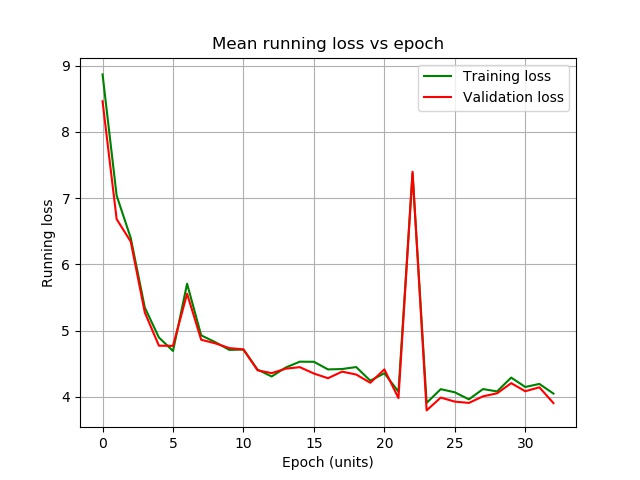 Mean running loss vs epoch
Training loss
Validation loss
9
8
7
6
5
4
Running loss
0 5 10 15 20 25 30
Epoch (units)